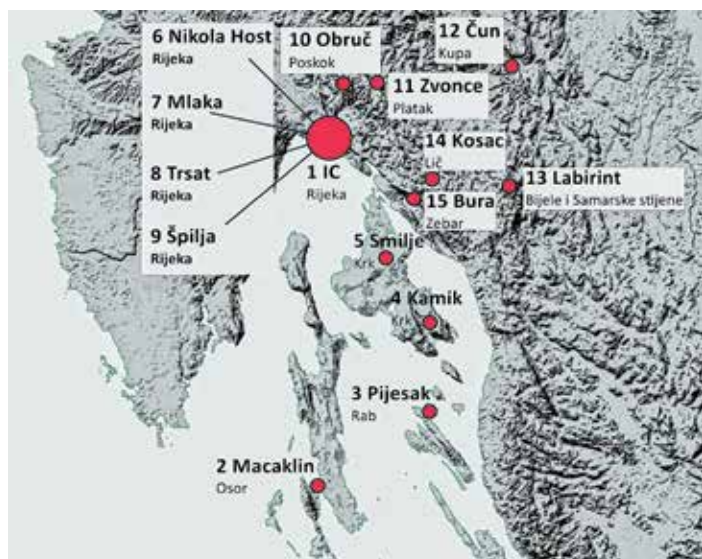 6 Nikola Host
Rijeka
7 Mlaka
Rijeka
8 Trsat
Rijeka
9 Špilja
Rijeka
10 Obruč
Poskok
12 Čun
Kupa
11 Zvonce
Platak
14 Kosac
Lič
13 Labirint
Bijele i Samarske stijene
1 IC
Rijeka
15 Bura
Zebar
5 Smilje
Krk
4 Kamik
Krk
3 Pijesak
Rab
2 Macaklin
Osor